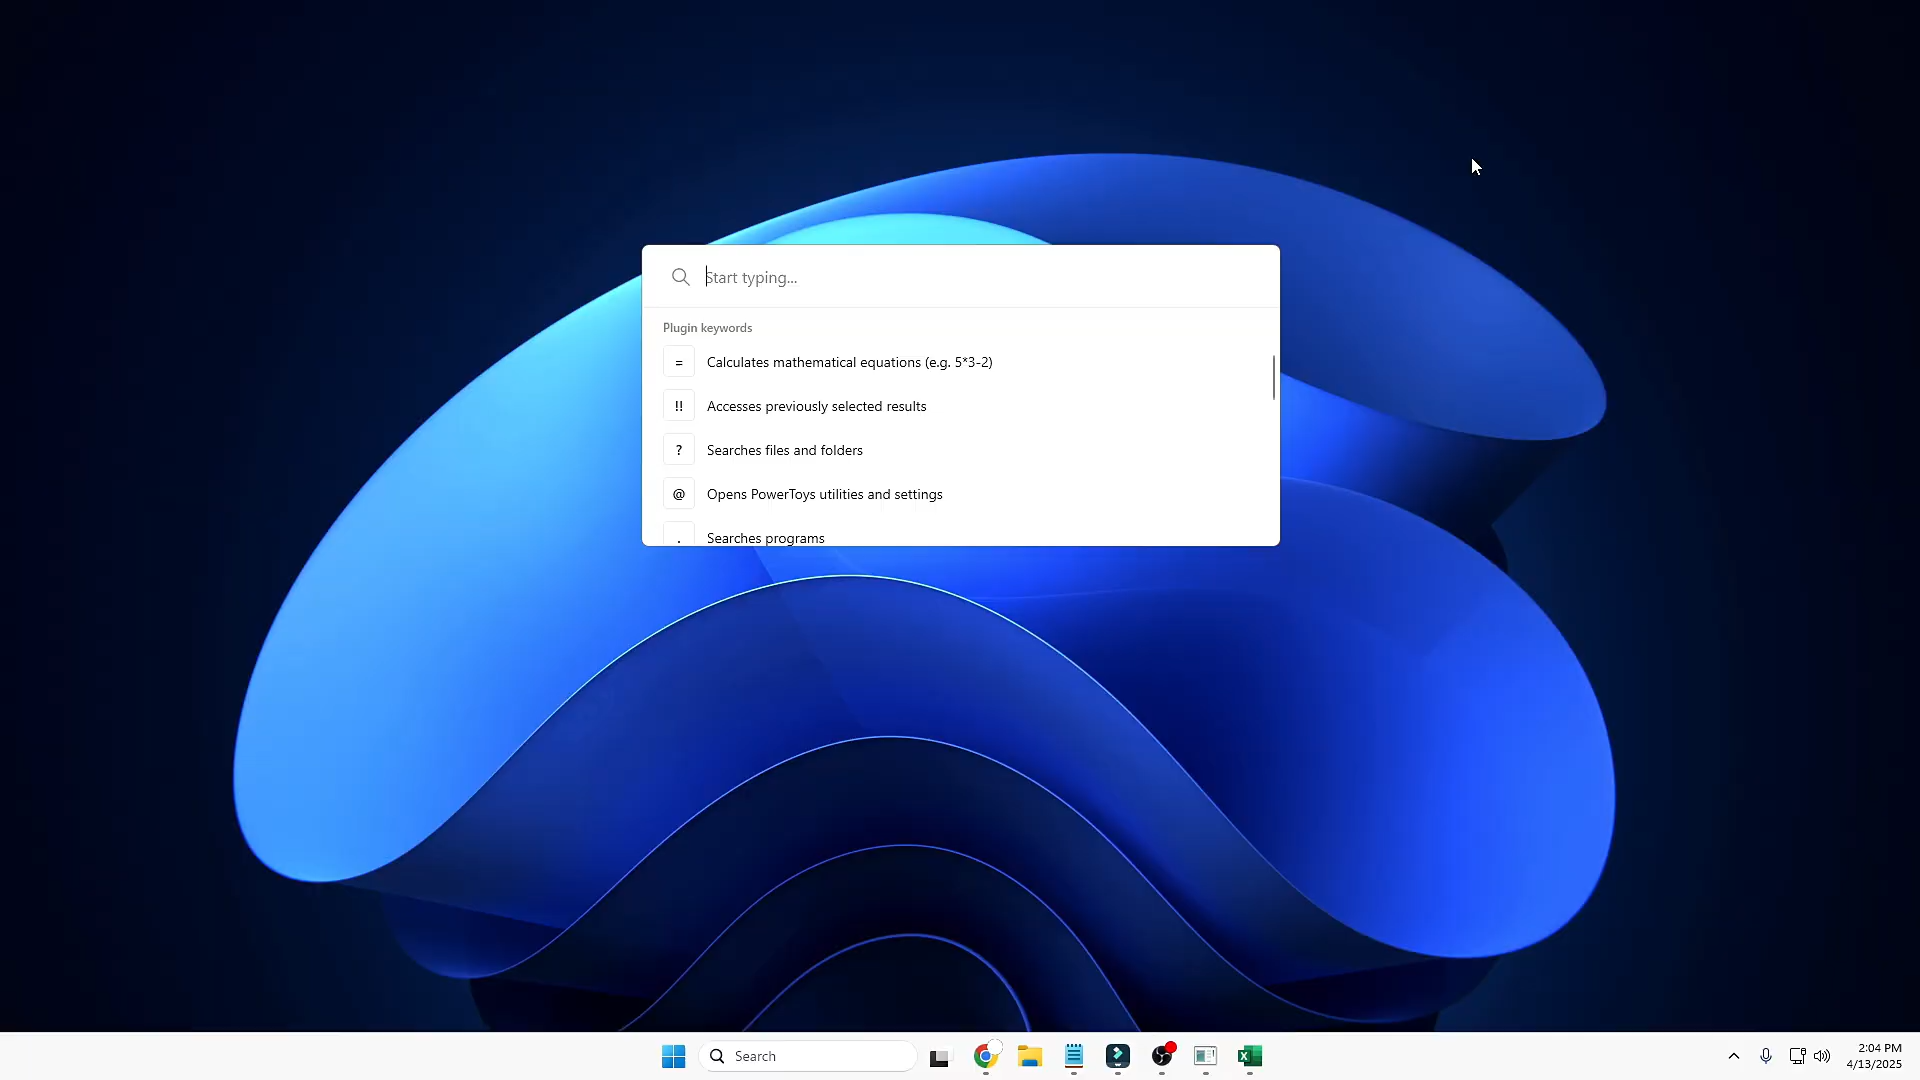 Start typing...
Plugin keywords
= Calculates mathematical equations (e.g. 5*3-2)
!! Accesses previously selected results
? Searches files and folders
@ Opens PowerToys utilities and settings
. Searches programs
Search
2:04 PM
4/13/2025